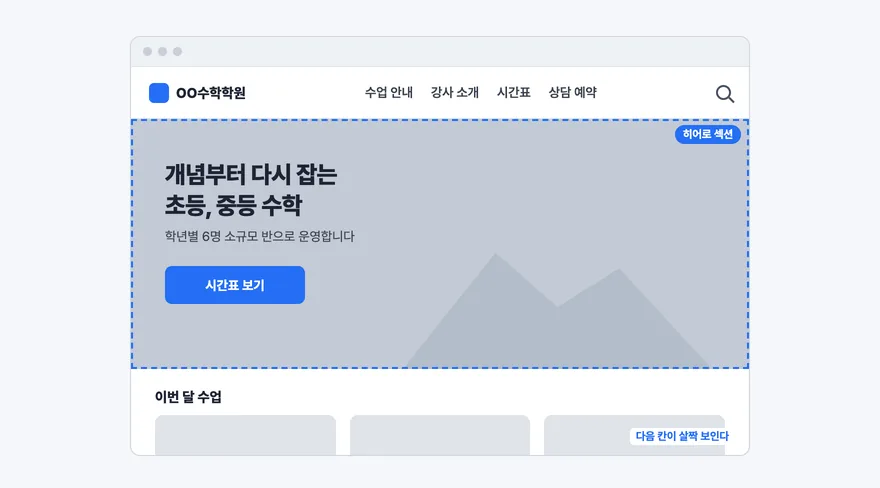 OO수학학원
수업 안내 강사 소개 시간표 상담 예약
히어로 섹션
개념부터 다시 잡는
초등, 중등 수학
학년별 6명 소규모 반으로 운영합니다
시간표 보기
이번 달 수업
다음 칸이 살짝 보인다